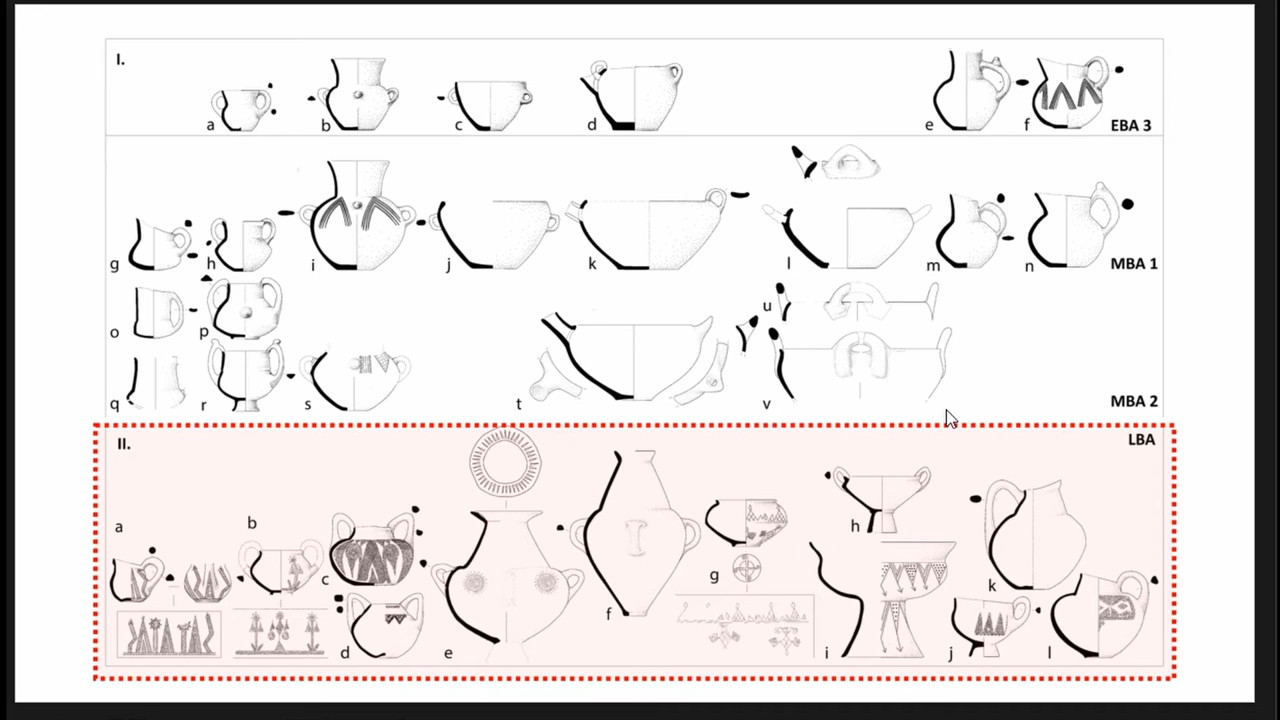 I.
a b c d e f EBA 3
g h i j k l m n MBA 1
o p u
q r s t v MBA 2
II. LBA
a b c d e f g h i j k l